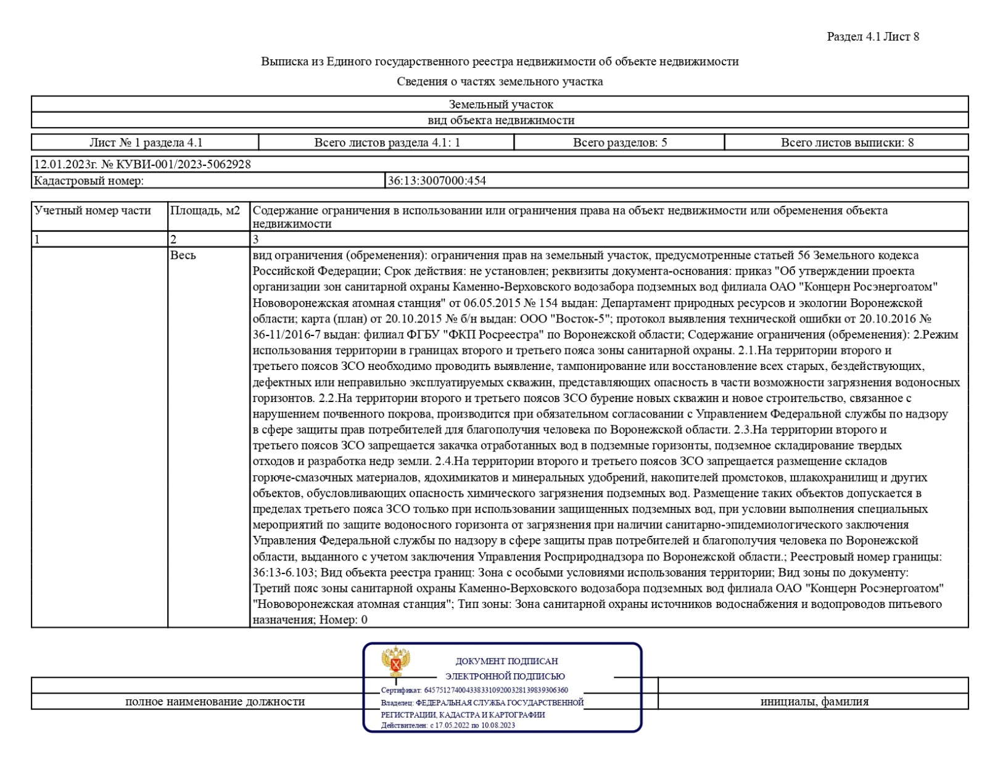 Раздел 4.1 Лист 8
Выписка из Единого государственного реестра недвижимости об объекте недвижимости
Сведения о частях земельного участка
Земельный участок
вид объекта недвижимости
Лист № 1 раздела 4.1 Всего листов раздела 4.1: 1 Всего разделов: 5 Всего листов выписки: 8
12.01.2023г. № КУВИ-001/2023-5062928
Кадастровый номер: 36:13:3007000:454
Учетный номер части Площадь, м2 Содержание ограничения в использовании или ограничения права на объект недвижимости или обременения объекта
недвижимости
1 2 3
Весь вид ограничения (обременения): ограничения прав на земельный участок, предусмотренные статьей 56 Земельного кодекса
Российской Федерации; Срок действия: не установлен; реквизиты документа-основания: приказ "Об утверждении проекта
организации зон санитарной охраны Каменно-Верховского водозабора подземных вод филиала ОАО "Концерн Росэнергоатом"
Нововоронежская атомная станция" от 06.05.2015 № 154 выдан: Департамент природных ресурсов и экологии Воронежской
области; карта (план) от 20.10.2015 № б/н выдан: ООО "Восток-5"; протокол выявления технической ошибки от 20.10.2016 №
36-11/2016-7 выдан: филиал ФГБУ "ФКП Росреестра" по Воронежской области; Содержание ограничения (обременения): 2.Режим
использования территории в границах второго и третьего пояса зоны санитарной охраны. 2.1.На территории второго и
третьего поясов ЗСО необходимо проводить выявление, тампонирование или восстановление всех старых, бездействующих,
дефектных или неправильно эксплуатируемых скважин, представляющих опасность в части возможности загрязнения водоносных
горизонтов. 2.2.На территории второго и третьего поясов ЗСО бурение новых скважин и новое строительство, связанное с
нарушением почвенного покрова, производится при обязательном согласовании с Управлением Федеральной службы по надзору
в сфере защиты прав потребителей для благополучия человека по Воронежской области. 2.3.На территории второго и
третьего поясов ЗСО запрещается закачка отработанных вод в подземные горизонты, подземное складирование твердых
отходов и разработка недр земли. 2.4.На территории второго и третьего поясов ЗСО запрещается размещение складов
горюче-смазочных материалов, ядохимикатов и минеральных удобрений, накопителей промстоков, шлакохранилищ и других
объектов, обусловливающих опасность химического загрязнения подземных вод. Размещение таких объектов допускается в
пределах третьего пояса ЗСО только при использовании защищенных подземных вод, при условии выполнения специальных
мероприятий по защите водоносного горизонта от загрязнения при наличии санитарно-эпидемиологического заключения
Управления Федеральной службы по надзору в сфере защиты прав потребителей и благополучия человека по Воронежской
области, выданного с учетом заключения Управления Росприроднадзора по Воронежской области.; Реестровый номер границы:
36:13-6.103; Вид объекта реестра границ: Зона с особыми условиями использования территории; Вид зоны по документу:
Третий пояс зоны санитарной охраны Каменно-Верховского водозабора подземных вод филиала ОАО "Концерн Росэнергоатом"
"Нововоронежская атомная станция"; Тип зоны: Зона санитарной охраны источников водоснабжения и водопроводов питьевого
назначения; Номер: 0
ДОКУМЕНТ ПОДПИСАН
ЭЛЕКТРОННОЙ ПОДПИСЬЮ
Сертификат: 64575127400433833109200328139839306360
Владелец: ФЕДЕРАЛЬНАЯ СЛУЖБА ГОСУДАРСТВЕННОЙ
РЕГИСТРАЦИИ, КАДАСТРА И КАРТОГРАФИИ
Действителен: с 17.05.2022 по 10.08.2023
полное наименование должности инициалы, фамилия